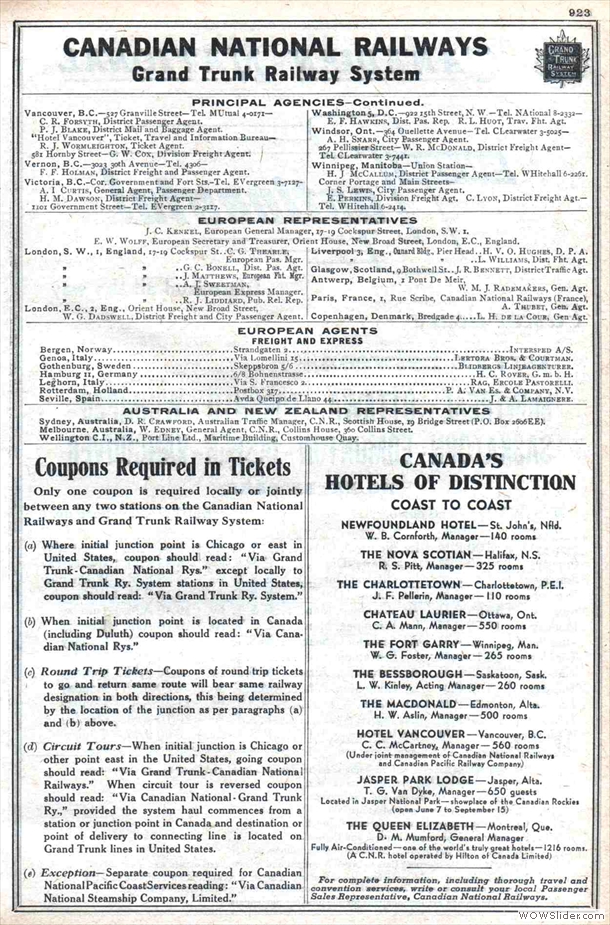 923
CANADIAN NATIONAL RAILWAYS
Grand Trunk Railway System
GRAND
TRUNK
RAILWAY
SYSTEM
PRINCIPAL AGENCIES—Continued.
Vancouver, B.C.—527 Granville Street—Tel. MUtual 4-0171—
C. R. FORSYTH, District Passenger Agent.
P. J. BLAKE, District Mail and Baggage Agent.
"Hotel Vancouver", Ticket, Travel and Information Bureau—
R. J. WORMLEIGHTON, Ticket Agent.
581 Hornby Street—G. W. COX, Division Freight Agent.
Vernon, B.C.—3023 30th Avenue—Tel. 4306—
F. F. HOLMAN, District Freight and Passenger Agent.
Victoria, B.C.—Cor. Government and Fort Sts.-Tel. EVergreen 3-7127-
A. I CURTIS, General Agent, Passenger Department.
H. M. DAWSON, District Freight Agent—
1201 Government Street—Tel. EVergreen 2-3127.
Washington 5, D.C.—922 15th Street, N. W —Tel. NAtional 8-2332—
E. F. HAWKINS, Dist. Pas. Rep. R. L. HUOT, Trav. Fht. Agt.
Windsor, Ont.—364 Ouellette Avenue—Tel. CLearwater 3-5025—
A. H. SNARR, City Passenger Agent.
267 Pellissier Street—W. R. MCDONALD, District Freight Agent—
Tel. CLearwater 3-7441.
Winnipeg, Manitoba—Union Station—
H. J MCCALLUM, District Passenger Agent—Tel. WHitehall 6-2261.
Corner Portage and Main Streets—
J. S. LEWIS, City Passenger Agent.
E. PERKINS, Division Freight Agt. C. LYON, District Freight Agt.—
Tel. WHitehall 6-2414.
EUROPEAN REPRESENTATIVES
J. C. KENKEL, European General Manager, 17-19 Cockspur Street, London, S.W. 1.
E. W. WOLFF, European Secretary and Treasurer, Orient House, New Broad Street, London, E.C., England.
London, S.W. 1, England, 17-19 Cockspur St. .C. G. THEABLE,
European Pas. Mgr.
" " " ..G. C. BONELL, Dist. Pas. Agt.
" " " ..J. MATTHEWS, European Fht. Mgr.
" " " ..A. J. SWEETMAN,
European Express Manager.
" " " ..R. J. LIDDIARD, Pub. Rel. Rep.
London, E.C., 2, Eng., Orient House, New Broad Street,
W. G. DADSWELL, District Freight and City Passenger Agent.
Liverpool 3, Eng., Cunard Bldg., Pier Head.. H. V. O. HUGHES, D. P. A.
" " " ..L. WILLIAMS, Dist. Fht. Agt.
Glasgow, Scotland, 9 Bothwell St.. J. R. BENNETT, District Traffic Agt.
Antwerp, Belgium, 1 Pont De Meir,
W. M. J. RADEMAKERS, Gen, Agt.
Paris, France, 1, Rue Scribe, Canadian National Railways (France),
A. THUBET, Gen. Agt.
Copenhagen, Denmark, Bredgade 4.....L. H. DE LA COUR, Gen. Agt.
EUROPEAN AGENTS
FREIGHT AND EXPRESS
Bergen, Norway....Strandgaten 2....INTERSPED A/S.
Genoa, Italy....Via Lomellini 15....LERTORA BROS. & COURTMAN.
Gothenburg, Sweden....Skeppsbron 5/6....BLIDBERGS LINJEAGENTURER.
Hamburg 11, Germany....6/8 Bohnenstrasse....H. C. ROVER, G. m. b. H.
Leghorn, Italy....Via S. Francesco 2....RAG, ERCOLE PASTORELLI.
Rotterdam, Holland....Postbox 317....P. A. VAN ES. & COMPANY, N.V.
Seville, Spain....Avda Queipo de Llano 44....J. & A. LAMAIGNERE.
AUSTRALIA AND NEW ZEALAND REPRESENTATIVES
Sydney, Australia, D. R. CRAWFORD, Australian Traffic Manager, C.N.R., Scottish House, 19 Bridge Street (P.O. Box 2606EE).
Melbourne, Australia, W. EDNEY, General Agent, C.N.R., Collins House, 360 Collins Street.
Wellington C.I., N.Z., Port Line Ltd., Maritime Building, Customhouse Quay.
Coupons Required in Tickets
Only one coupon is required locally or jointly
between any two stations on the Canadian National
Railways and Grand Trunk Railway System:
(a) Where initial junction point is Chicago or east in
United States, coupon should read: "Via Grand
Trunk-Canadian National Rys." except locally to
Grand Trunk Ry. System stations in United States,
coupon should read: "Via Grand Trunk Ry. System."
(b) When initial junction point is located in Canada
(including Duluth) coupon should read: "Via Cana-
dian National Rys."
(c) Round Trip Tickets—Coupons of round trip tickets
to go and return same route will bear same railway
designation in both directions, this being determined
by the location of the junction as per paragraphs (a)
and (b) above.
(d) Circuit Tours—When initial junction is Chicago or
other point east in the United States, going coupon
should read: "Via Grand Trunk-Canadian National
Railways." When circuit tour is reversed coupon
should read: "Via Canadian National-Grand Trunk
Ry.," provided the system haul commences from a
station or junction point in Canada and destination or
point of delivery to connecting line is located on
Grand Trunk lines in United States.
(e) Exception—Separate coupon required for Canadian
National Pacific Coast Services reading: "Via Canadian
National Steamship Company, Limited."
CANADA'S
HOTELS OF DISTINCTION
COAST TO COAST
NEWFOUNDLAND HOTEL—St. John's, Nfld.
W. B. Cornforth, Manager—140 rooms
THE NOVA SCOTIAN—Halifax, N.S.
R. S. Pitt, Manager—325 rooms
THE CHARLOTTETOWN—Charlottetown, P.E.I.
J. F. Pellerin, Manager—110 rooms
CHATEAU LAURIER—Ottawa, Ont.
C. A. Mann, Manager—550 rooms
THE FORT GARRY—Winnipeg, Man.
W. G. Foster, Manager—265 rooms
THE BESSBOROUGH—Saskatoon, Sask.
L. W. Kinley, Acting Manager—260 rooms
THE MACDONALD—Edmonton, Alta.
H. W. Aslin, Manager—500 rooms
HOTEL VANCOUVER—Vancouver, B.C.
C. C. McCartney, Manager—560 rooms
(Under joint management of Canadian National Railways
and Canadian Pacific Railway Company)
JASPER PARK LODGE—Jasper, Alta.
T. G. Van Dyke, Manager—650 guests
Located in Jasper National Park—showplace of the Canadian Rockies
(open June 7 to September 15)
THE QUEEN ELIZABETH—Montreal, Que.
D. M. Mumford, General Manager
Fully Air-Conditioned—one of the world's truly great hotels—1216 rooms.
(A C.N.R. hotel operated by Hilton of Canada Limited)
For complete information, including thorough travel and
convention services, write or consult your local Passenger
Sales Representative, Canadian National Railways.
WOWSlider.com